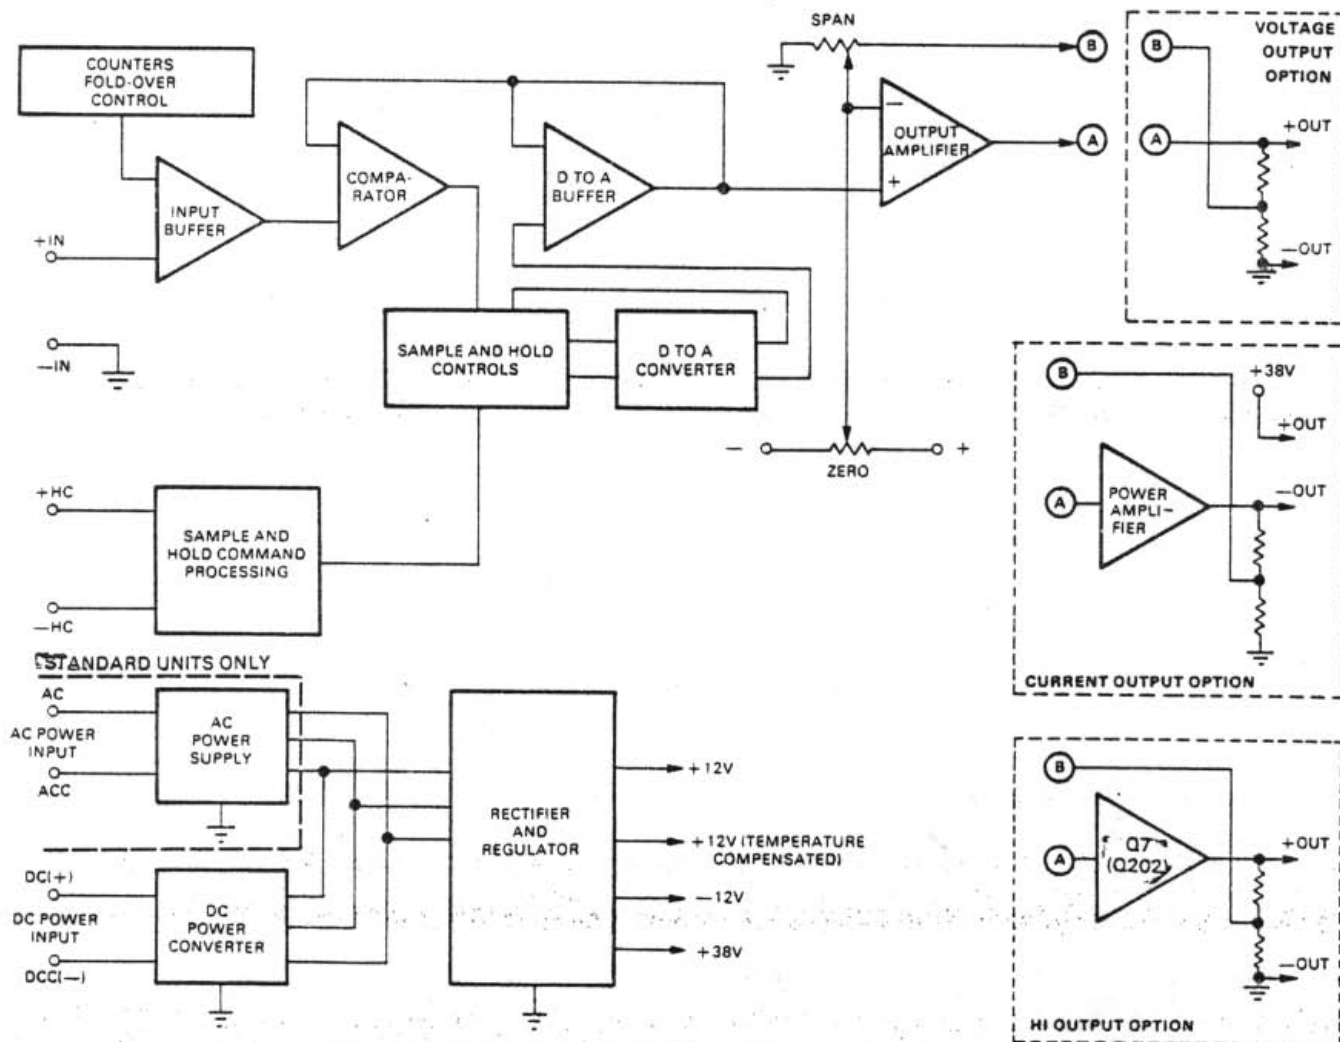 COUNTERS
FOLD-OVER
CONTROL
INPUT
BUFFER
+IN
—IN
COMPA-
RATOR
D TO A
BUFFER
SPAN
—
OUTPUT
AMPLIFIER
+
B
A
VOLTAGE
OUTPUT
OPTION
B
A
+OUT
—OUT
SAMPLE AND HOLD
CONTROLS
D TO A
CONVERTER
—
+
ZERO
B
+38V
+OUT
A
POWER
AMPLI-
FIER
—OUT
CURRENT OUTPUT OPTION
+HC
—HC
SAMPLE AND
HOLD COMMAND
PROCESSING
STANDARD UNITS ONLY
AC
AC POWER
INPUT
ACC
AC
POWER
SUPPLY
DC(+)
DC POWER
INPUT
DCC(—)
DC
POWER
CONVERTER
RECTIFIER
AND
REGULATOR
+12V
+12V (TEMPERATURE
COMPENSATED)
—12V
+38V
B
A
Q7
(Q202)
+OUT
—OUT
HI OUTPUT OPTION